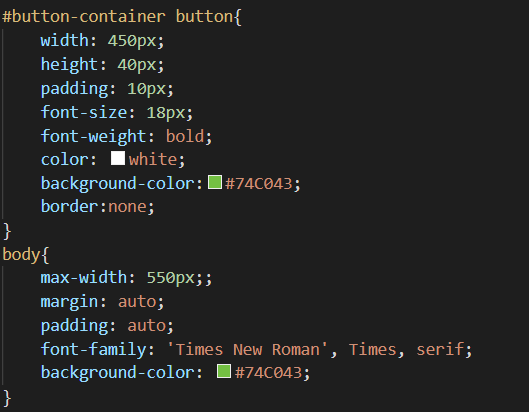 #button-container button{
    width: 450px;
    height: 40px;
    padding: 10px;
    font-size: 18px;
    font-weight: bold;
    color: white;
    background-color:#74C043;
    border:none;
}
body{
    max-width: 550px;;
    margin: auto;
    padding: auto;
    font-family: 'Times New Roman', Times, serif;
    background-color: #74C043;
}